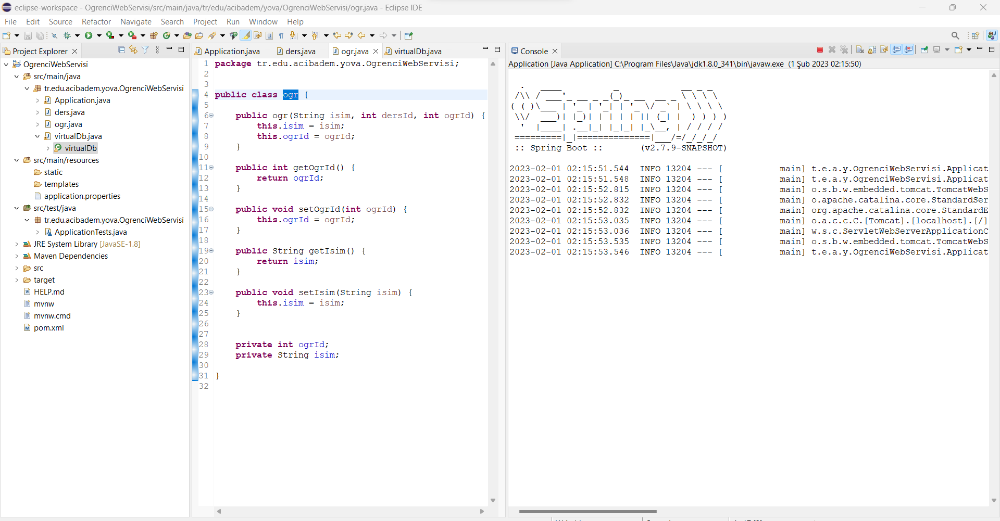 eclipse-workspace - OgrenciWebServisi/src/main/java/tr/edu/acibadem/yova/OgrenciWebServisi/ogr.java - Eclipse IDE
File Edit Source Refactor Navigate Search Project Run Window Help
Project Explorer
OgrenciWebServisi
src/main/java
tr.edu.acibadem.yova.OgrenciWebServisi
Application.java
ders.java
ogr.java
virtualDb.java
virtualDb
src/main/resources
static
templates
application.properties
src/test/java
tr.edu.acibadem.yova.OgrenciWebServisi
ApplicationTests.java
JRE System Library [JavaSE-1.8]
Maven Dependencies
src
target
HELP.md
mvnw
mvnw.cmd
pom.xml
Application.java ders.java ogr.java virtualDb.java
1 package tr.edu.acibadem.yova.OgrenciWebServisi;
2
3
4 public class ogr {
5
6 public ogr(String isim, int dersId, int ogrId) {
7 this.isim = isim;
8 this.ogrId = ogrId;
9 }
10
11 public int getOgrId() {
12 return ogrId;
13 }
14
15 public void setOgrId(int ogrId) {
16 this.ogrId = ogrId;
17 }
18
19 public String getIsim() {
20 return isim;
21 }
22
23 public void setIsim(String isim) {
24 this.isim = isim;
25 }
26
27
28 private int ogrId;
29 private String isim;
30
31 }
32
Console
Application [Java Application] C:\Program Files\Java\jdk1.8.0_341\bin\javaw.exe (1 Şub 2023 02:15:50)
Spring
:: Spring Boot :: (v2.7.9-SNAPSHOT)
2023-02-01 02:15:51.544 INFO 13204 --- [ main] t.e.a.y.OgrenciWebServisi.Applicat
2023-02-01 02:15:51.548 INFO 13204 --- [ main] t.e.a.y.OgrenciWebServisi.Applicat
2023-02-01 02:15:52.815 INFO 13204 --- [ main] o.s.b.w.embedded.tomcat.TomcatWebS
2023-02-01 02:15:52.832 INFO 13204 --- [ main] o.apache.catalina.core.StandardSer
2023-02-01 02:15:52.832 INFO 13204 --- [ main] org.apache.catalina.core.StandardE
2023-02-01 02:15:53.035 INFO 13204 --- [ main] o.a.c.c.C.[Tomcat].[localhost].[/]
2023-02-01 02:15:53.036 INFO 13204 --- [ main] w.s.c.ServletWebServerApplicationC
2023-02-01 02:15:53.535 INFO 13204 --- [ main] o.s.b.w.embedded.tomcat.TomcatWebS
2023-02-01 02:15:53.546 INFO 13204 --- [ main] t.e.a.y.OgrenciWebServisi.Applicat